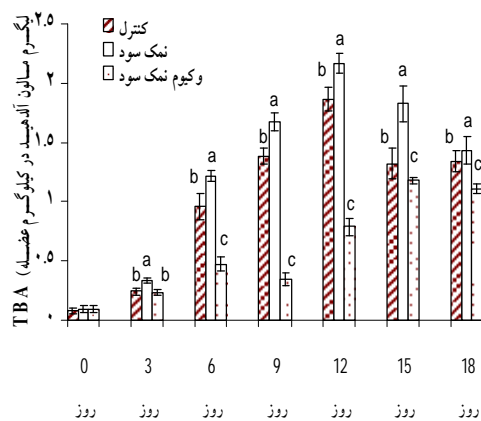 TBA (یگرم مالون آلدهید در کیلوگرم عضله
۲.۵
۲
۱.۵
۱
۰.۵
۰
کنترل
نمک سود
وکیوم نمک سود
b a b
b a c
b a c
b a c
b a c
b a c
0 3 6 9 12 15 18
روز روز روز روز روز روز روز